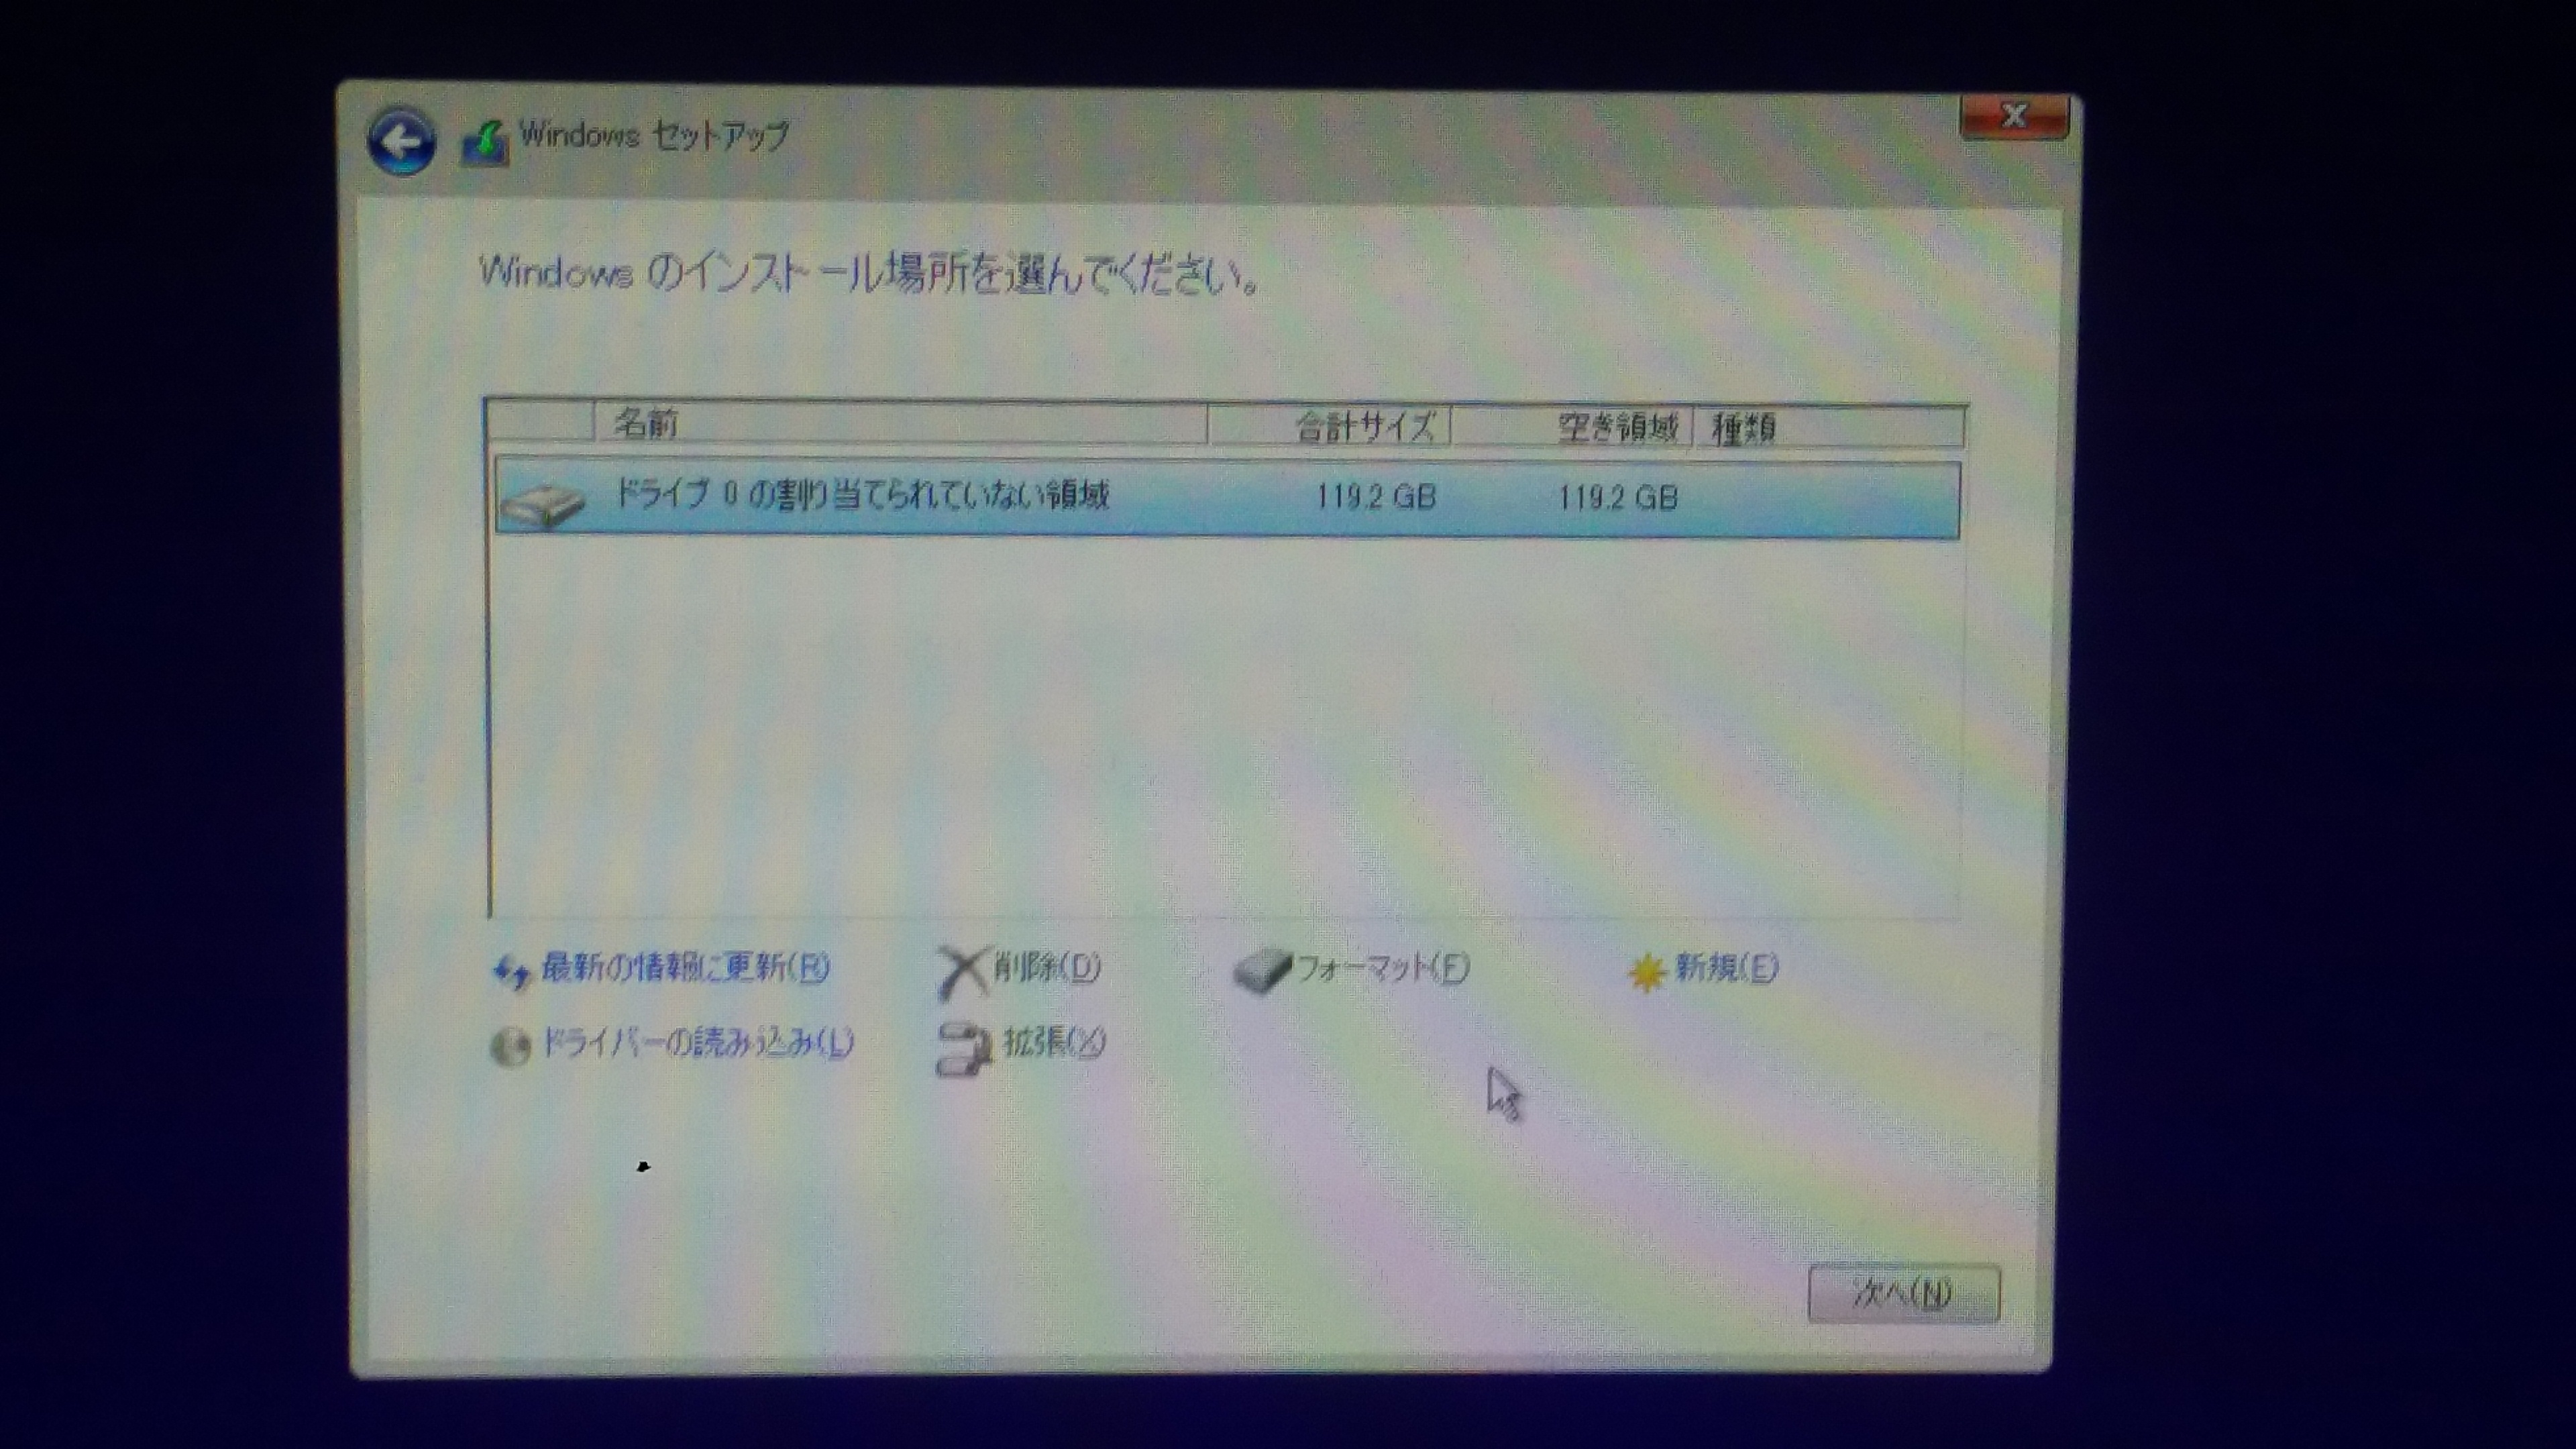 Windows セットアップ
Windows のインストール場所を選んでください。
名前 合計サイズ 空き領域 種類
ドライブ 0 の割り当てられていない領域 119.2 GB 119.2 GB
最新の情報に更新(R) 削除(D) フォーマット(F) 新規(E)
ドライバーの読み込み(L) 拡張(X)
次へ(N)